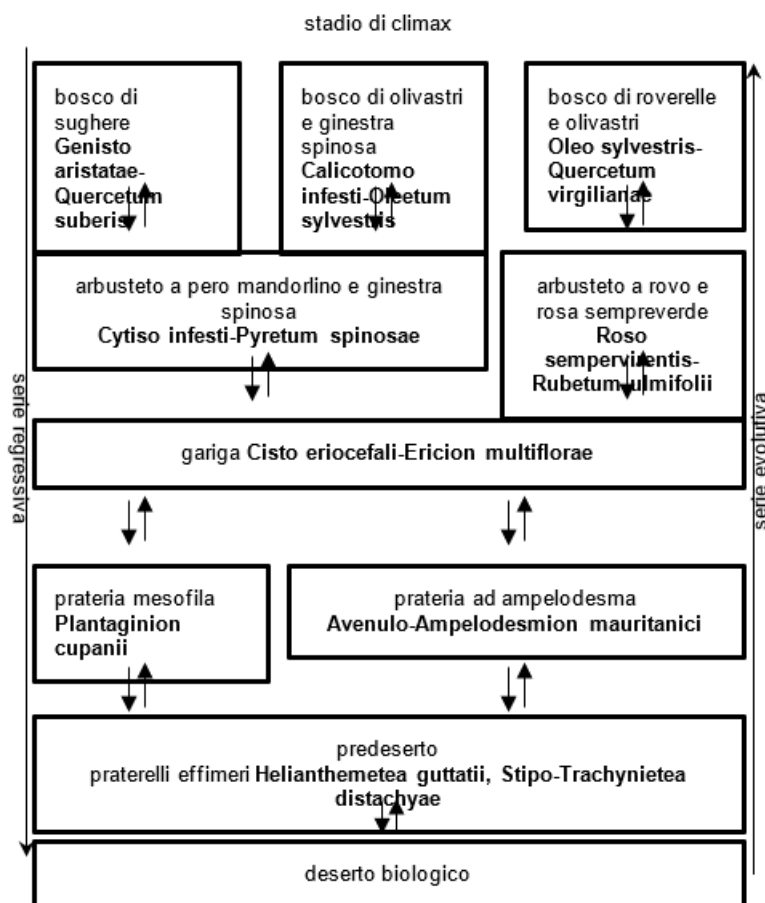 stadio di climax
bosco di
sughere
Genisto
aristatae-
Quercetum
suberis
bosco di olivastri
e ginestra
spinosa
Calicotomo
infesti-Oleetum
sylvestris
bosco di roverelle
e olivastri
Oleo sylvestris-
Quercetum
virgilianae
arbusteto a pero mandorlino e ginestra
spinosa
Cytiso infesti-Pyretum spinosae
arbusteto a rovo e
rosa sempreverde
Roso
sempervirentis-
Rubetum ulmifolii
serie regressiva
serie evolutiva
gariga Cisto eriocefali-Ericion multiflorae
prateria mesofila
Plantaginion
cupanii
prateria ad ampelodesma
Avenulo-Ampelodesmion mauritanici
predeserto
praterelli effimeri Helianthemetea guttatii, Stipo-Trachynietea
distachyae
deserto biologico